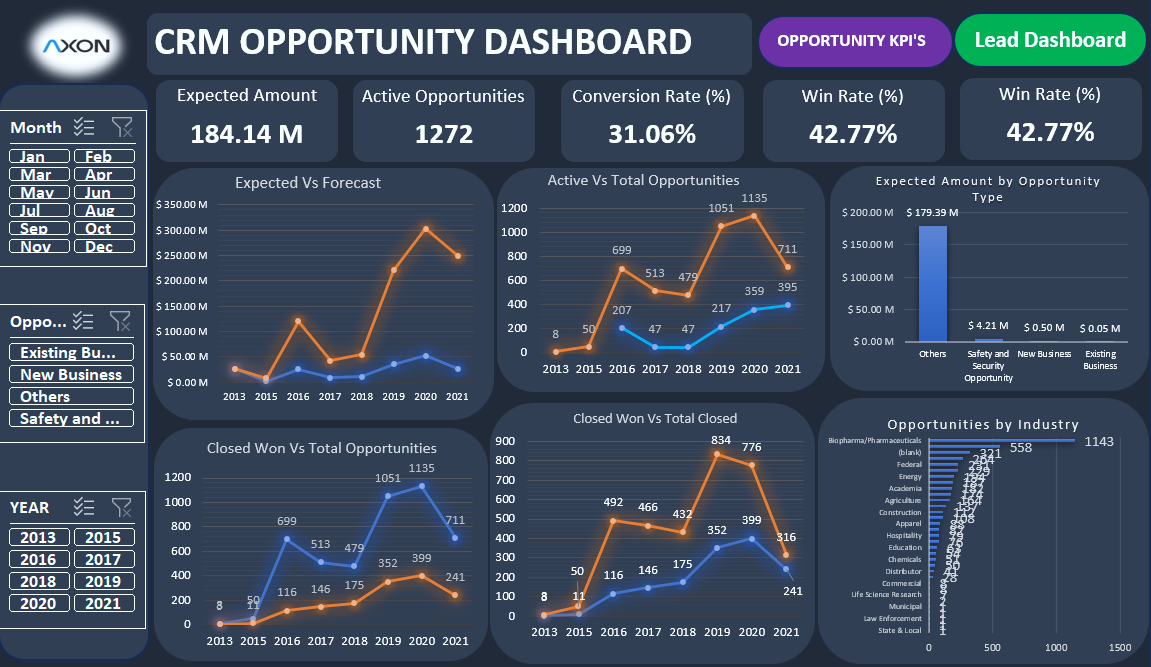 AXON
CRM OPPORTUNITY DASHBOARD
OPPORTUNITY KPI'S
Lead Dashboard
Expected Amount
184.14 M
Active Opportunities
1272
Conversion Rate (%)
31.06%
Win Rate (%)
42.77%
Win Rate (%)
42.77%
Month
Jan Feb
Mar Apr
May Jun
Jul Aug
Sep Oct
Nov Dec
Oppo...
Existing Bu...
New Business
Others
Safety and ...
YEAR
2013 2015
2016 2017
2018 2019
2020 2021
Expected Vs Forecast
$ 350.00 M
$ 300.00 M
$ 250.00 M
$ 200.00 M
$ 150.00 M
$ 100.00 M
$ 50.00 M
$ 0.00 M
2013 2015 2016 2017 2018 2019 2020 2021
Active Vs Total Opportunities
1200
1000
800
600
400
200
0
8 50 699 513 479 1051 1135 711
207 47 47 217 359 395
2013 2015 2016 2017 2018 2019 2020 2021
Expected Amount by Opportunity
Type
$ 200.00 M
$ 150.00 M
$ 100.00 M
$ 50.00 M
$ 0.00 M
$ 179.39 M
$ 4.21 M
$ 0.50 M
$ 0.05 M
Others
Safety and
Security
Opportunity
New Business
Existing
Business
Closed Won Vs Total Opportunities
1200
1000
800
600
400
200
0
8 50 699 513 479 1051 1135 711
8 11 116 146 175 352 399 241
2013 2015 2016 2017 2018 2019 2020 2021
Closed Won Vs Total Closed
900
800
700
600
500
400
300
200
100
0
8 50 492 466 432 834 776 316
8 11 116 146 175 352 399 241
2013 2015 2016 2017 2018 2019 2020 2021
Opportunities by Industry
Biopharma/Pharmaceuticals 1143
558
(blank) 321
Federal
Energy
Academia
Agriculture
Construction
Apparel
Hospitality
Education
Chemicals
Distributor
Commercial
Life Science Research
Municipal
Law Enforcement
State & Local
0 500 1000 1500